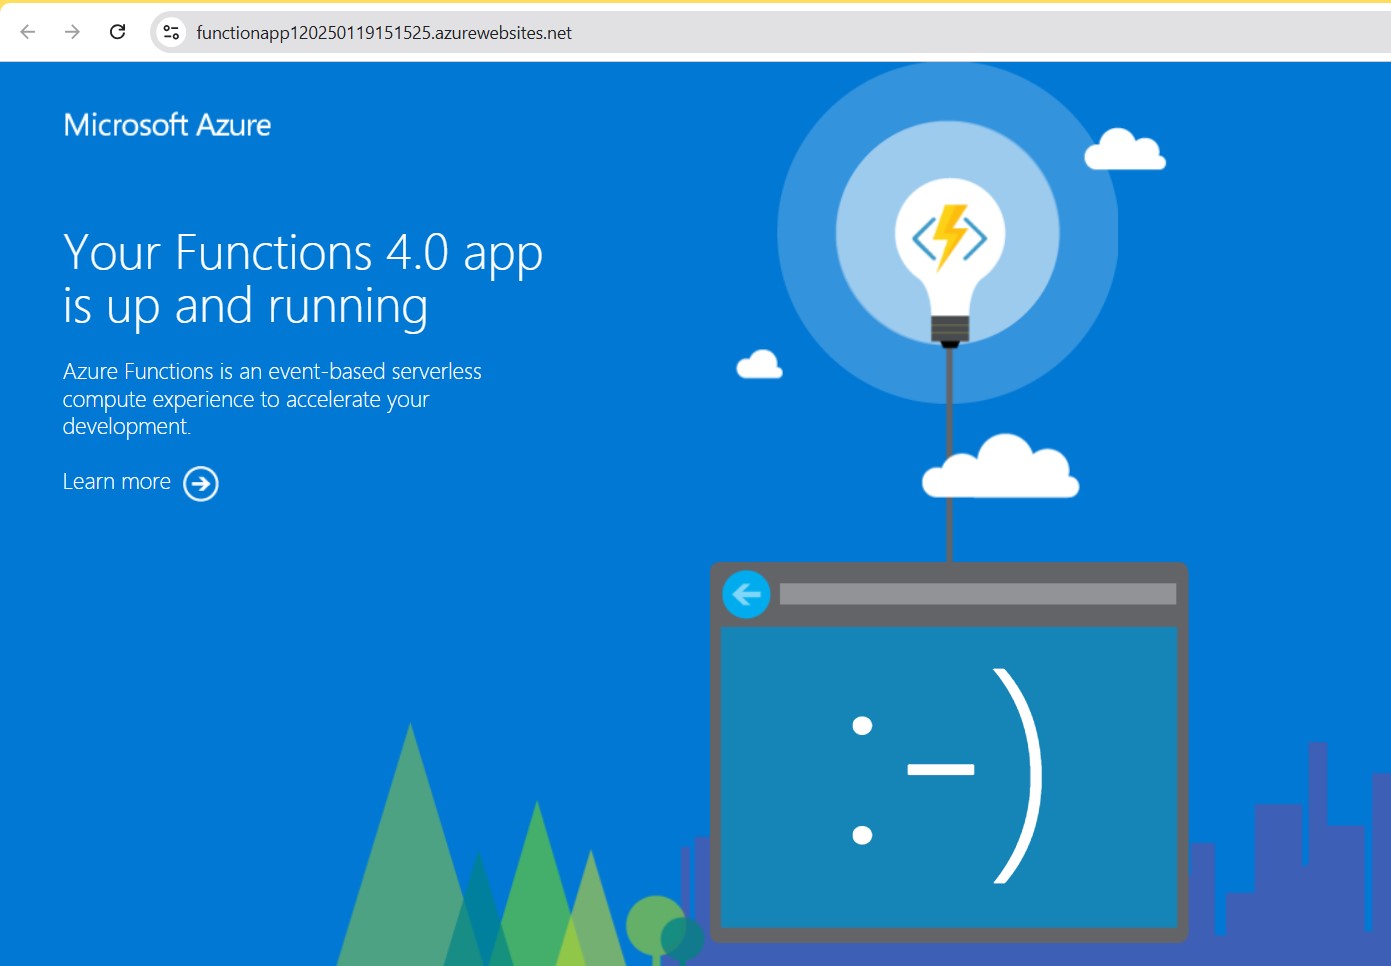 functionapp120250119151525.azurewebsites.net
Microsoft Azure
Your Functions 4.0 app
is up and running
Azure Functions is an event-based serverless
compute experience to accelerate your
development.
Learn more
:-)